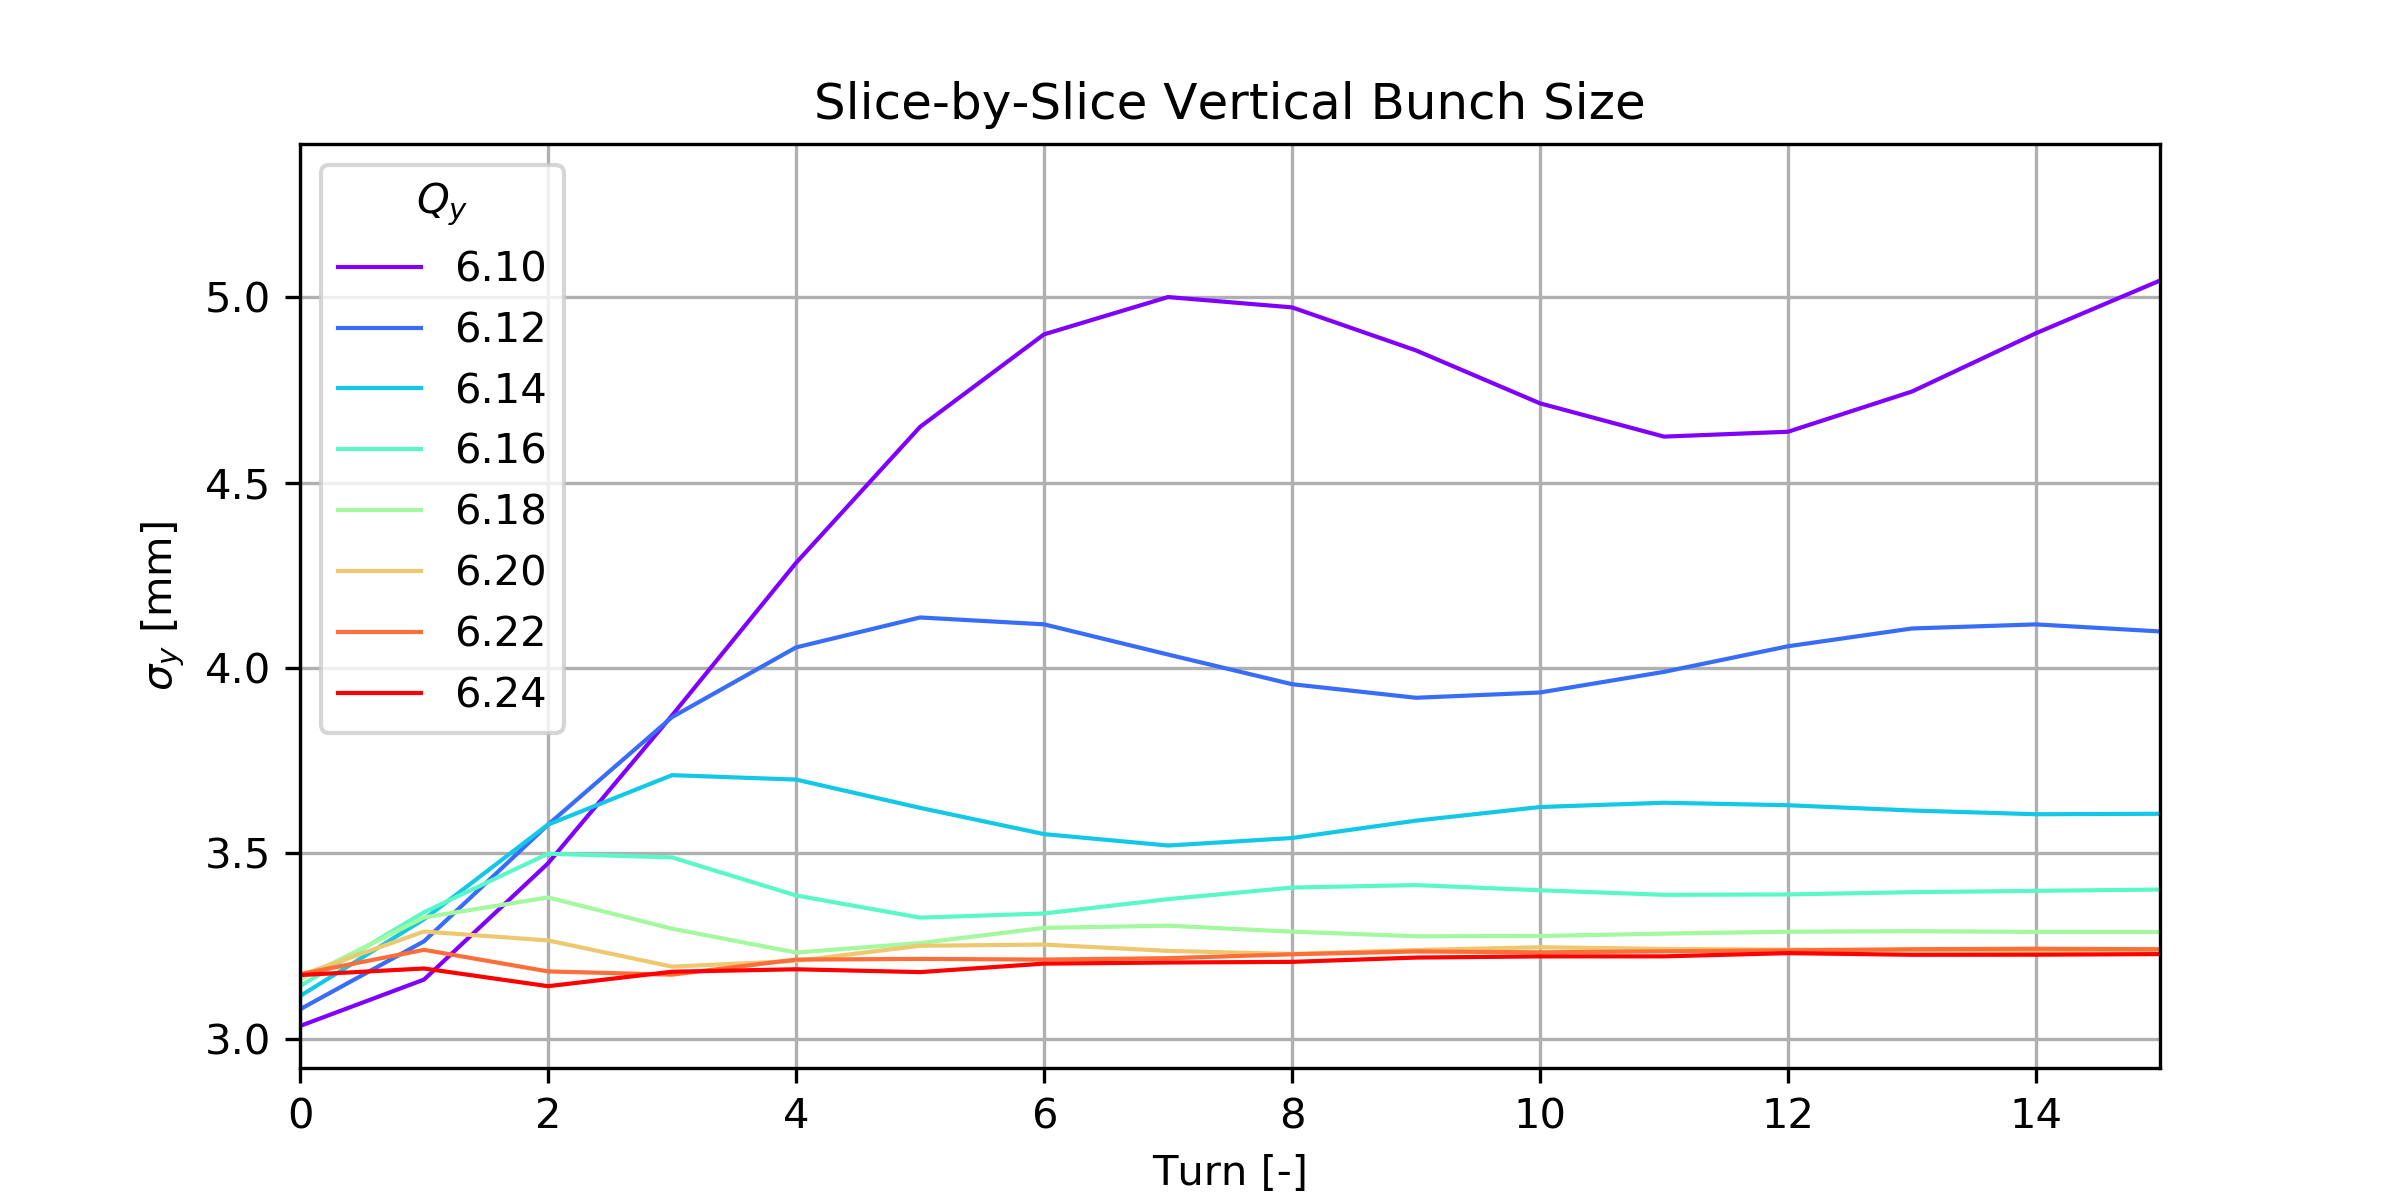 Slice-by-Slice Vertical Bunch Size
Q_y
6.10
6.12
6.14
6.16
6.18
6.20
6.22
6.24
5.0
4.5
4.0
3.5
3.0
σ_y [mm]
0 2 4 6 8 10 12 14
Turn [-]